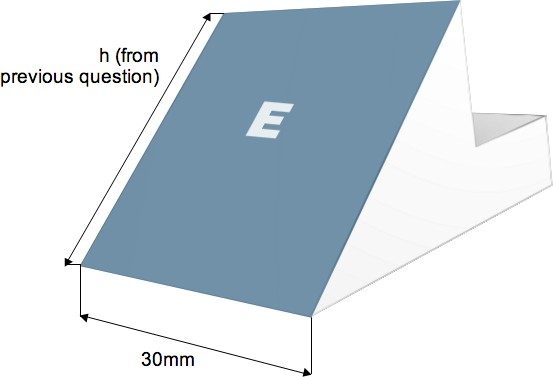 h (from
previous question)
E
30mm